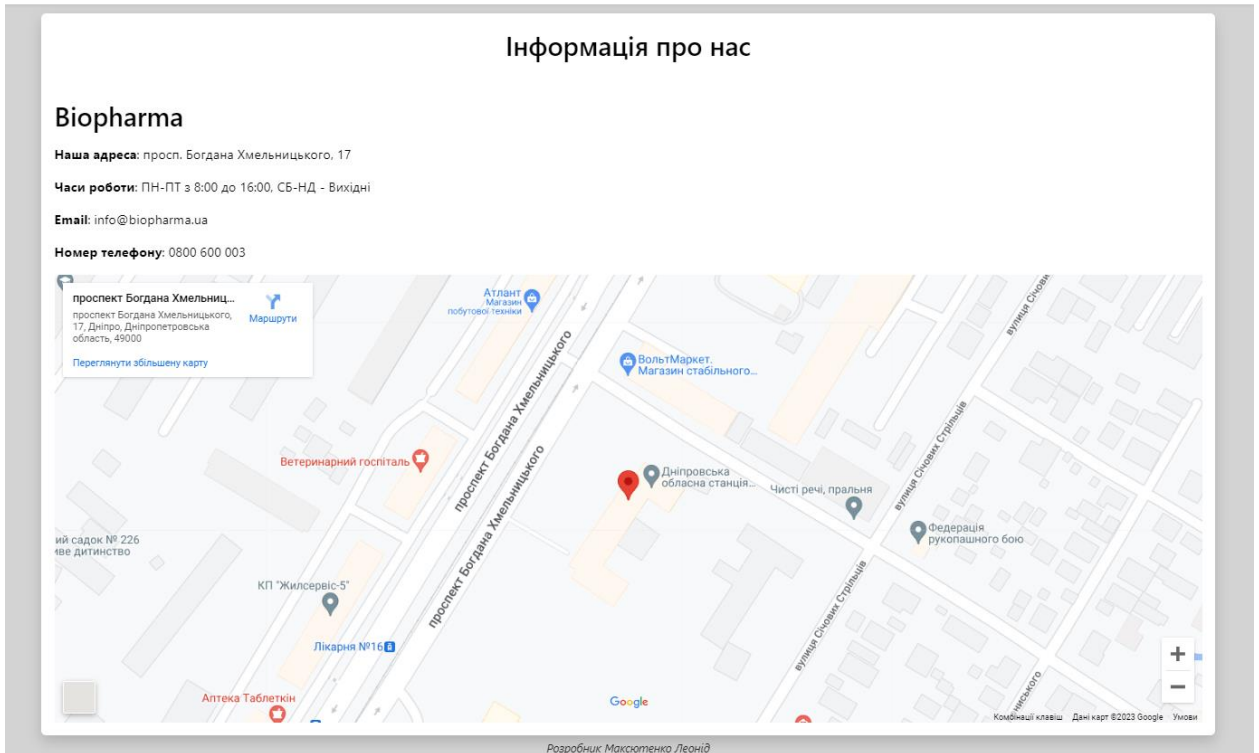 Інформація про нас
Biopharma
Наша адреса: просп. Богдана Хмельницького, 17
Часи роботи: ПН-ПТ з 8:00 до 16:00, СБ-НД - Вихідні
Email: info@biopharma.ua
Номер телефону: 0800 600 003
проспект Богдана Хмельниц...
проспект Богдана Хмельницького,
17, Дніпро, Дніпропетровська
область, 49000
Маршрути
Переглянути збільшену карту
Атлант
Магазин
побутової техніки
ВольтМаркет.
Магазин стабільного...
вулиця Січових
проспект Богдана Хмельницького
проспект Богдана Хмельницького
вулиця Січових Стрільців
Ветеринарний госпіталь
Дніпровська
обласна станція...
Чисті речі, пральня
Федерація
рукопашного бою
ий садок № 226
иве дитинство
КП "Жилсервіс-5"
вулиця Січових Стрільців
Лікарня №16
Аптека Таблеткін
Google
Комбінації клавіш
Дані карт ©2023 Google
Умови
Розробник Максютенко Леонід